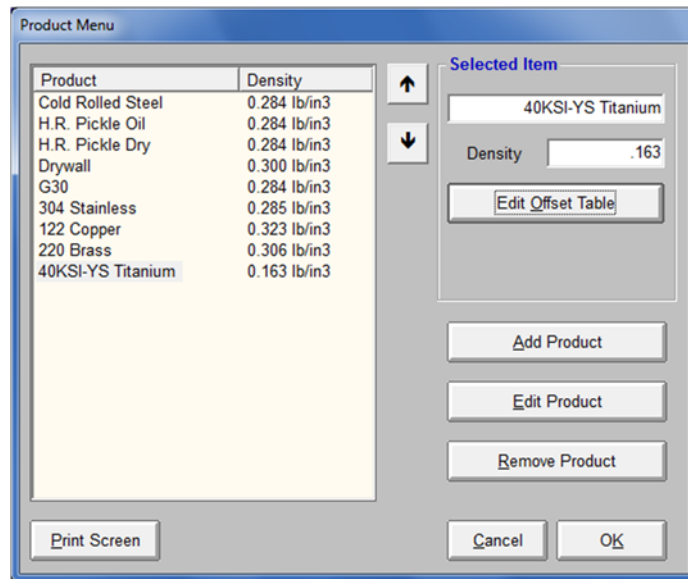 Product Menu
Product Density
Cold Rolled Steel 0.284 lb/in3
H.R. Pickle Oil 0.284 lb/in3
H.R. Pickle Dry 0.284 lb/in3
Drywall 0.300 lb/in3
G30 0.284 lb/in3
304 Stainless 0.285 lb/in3
122 Copper 0.323 lb/in3
220 Brass 0.306 lb/in3
40KSI-YS Titanium 0.163 lb/in3
Selected Item
40KSI-YS Titanium
Density .163
Edit Offset Table
Add Product
Edit Product
Remove Product
Print Screen
Cancel OK